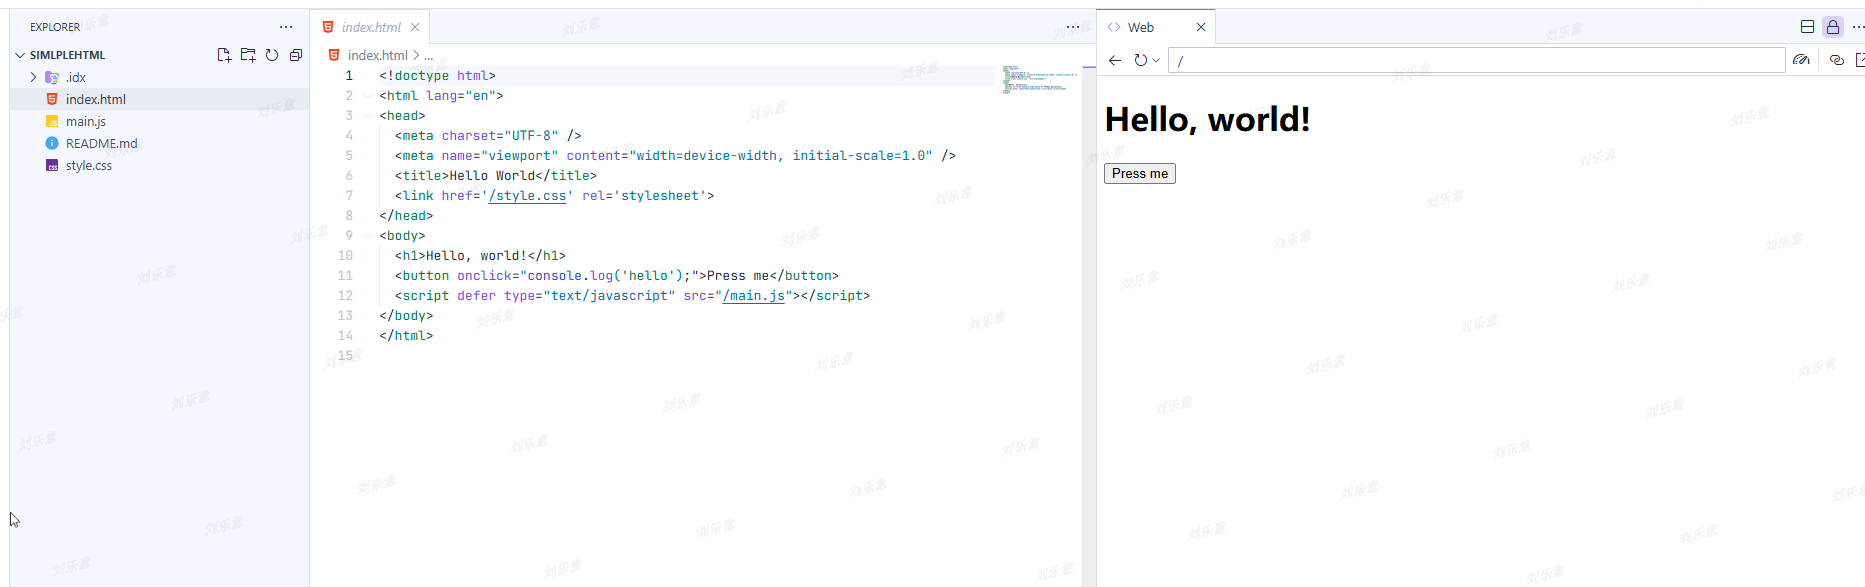 EXPLORER
SIMLPLEHTML
.idx
index.html
main.js
README.md
style.css
index.html
index.html > ...
1 <!doctype html>
2 <html lang="en">
3 <head>
4 <meta charset="UTF-8" />
5 <meta name="viewport" content="width=device-width, initial-scale=1.0" />
6 <title>Hello World</title>
7 <link href='/style.css' rel='stylesheet'>
8 </head>
9 <body>
10 <h1>Hello, world!</h1>
11 <button onclick="console.log('hello');">Press me</button>
12 <script defer type="text/javascript" src="/main.js"></script>
13 </body>
14 </html>
15
Web
/
Hello, world!
Press me
刘乐意